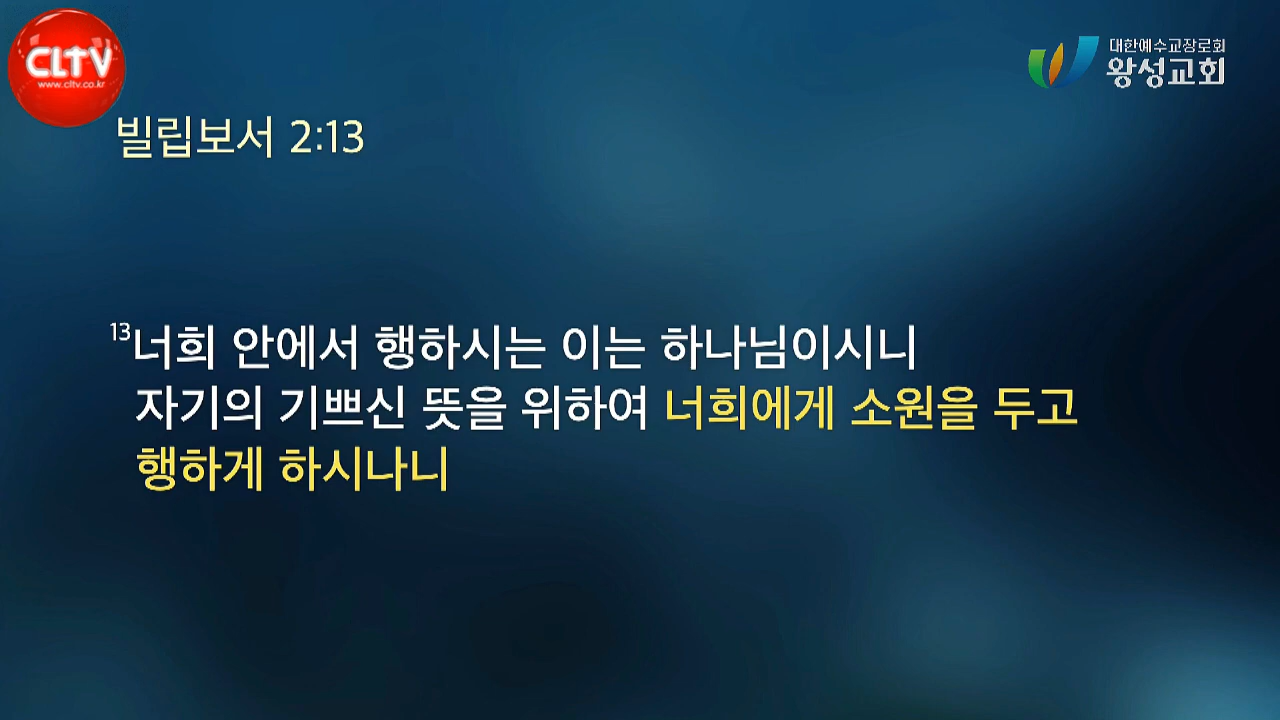 CLTV
www.cltv.co.kr
대한예수교장로회
왕성교회
빌립보서 2:13
13너희 안에서 행하시는 이는 하나님이시니
자기의 기쁘신 뜻을 위하여 너희에게 소원을 두고
행하게 하시나니